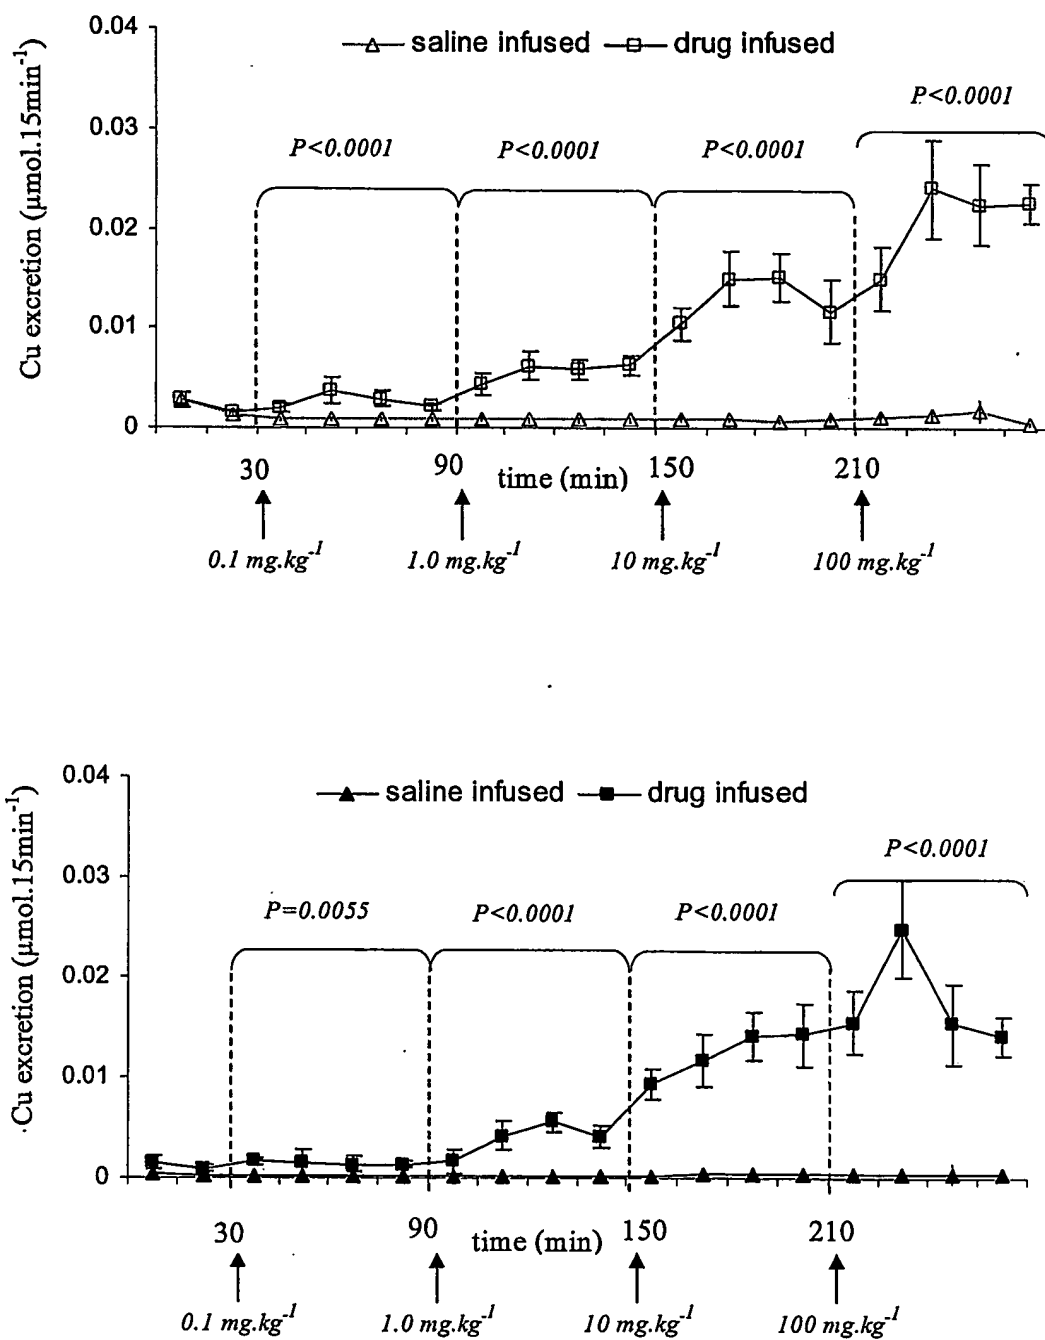 0.04
saline infused drug infused
Cu excretion (µmol.15min⁻¹)
P<0.0001
0.03
P<0.0001 P<0.0001 P<0.0001
0.02
0.01
0
30 90 150 210
time (min)
0.1 mg.kg⁻¹ 1.0 mg.kg⁻¹ 10 mg.kg⁻¹ 100 mg.kg⁻¹
0.04
saline infused drug infused
Cu excretion (µmol.15min⁻¹)
P<0.0001
0.03
P=0.0055 P<0.0001 P<0.0001
0.02
0.01
0
30 90 150 210
time (min)
0.1 mg.kg⁻¹ 1.0 mg.kg⁻¹ 10 mg.kg⁻¹ 100 mg.kg⁻¹